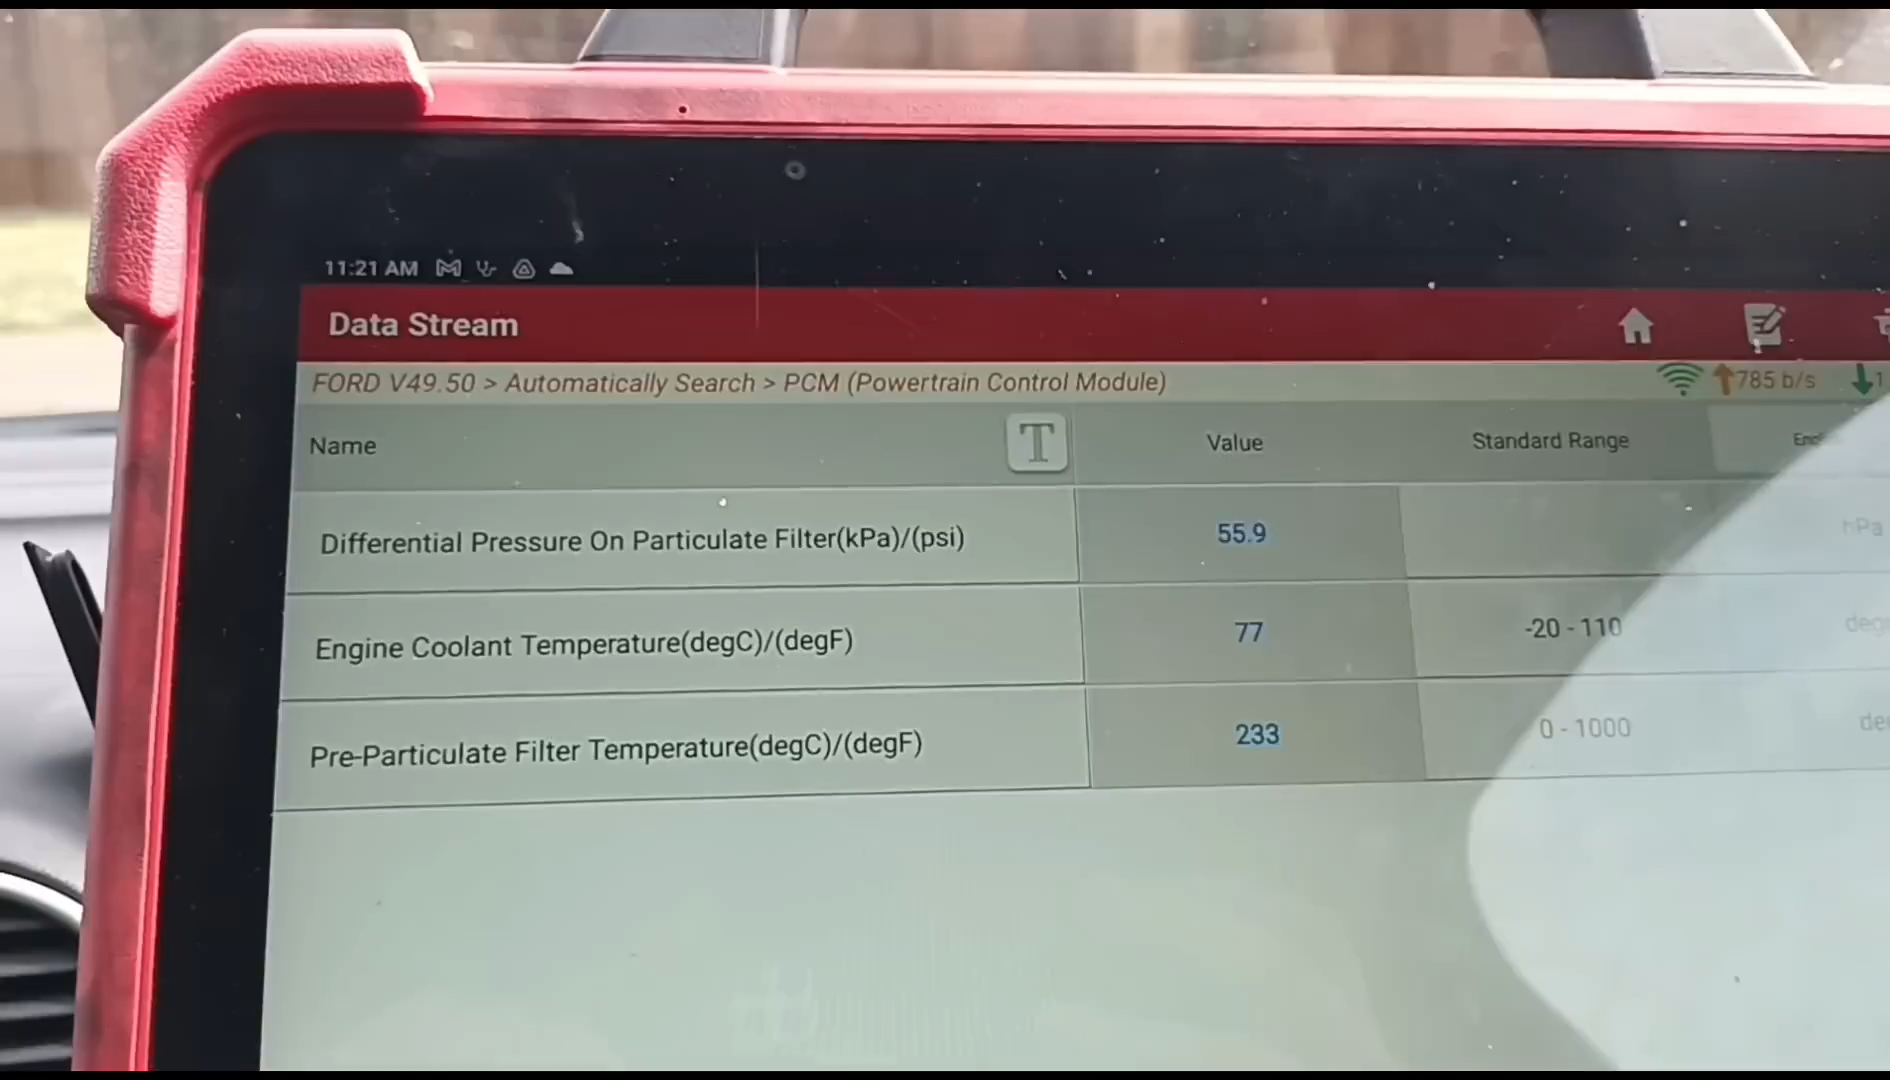 11:21 AM
Data Stream
FORD V49.50 > Automatically Search > PCM (Powertrain Control Module)
785 b/s
1
Name
T
Value
Standard Range
Differential Pressure On Particulate Filter(kPa)/(psi)
55.9
hPa
Engine Coolant Temperature(degC)/(degF)
77
-20 - 110
Pre-Particulate Filter Temperature(degC)/(degF)
233
0 - 1000